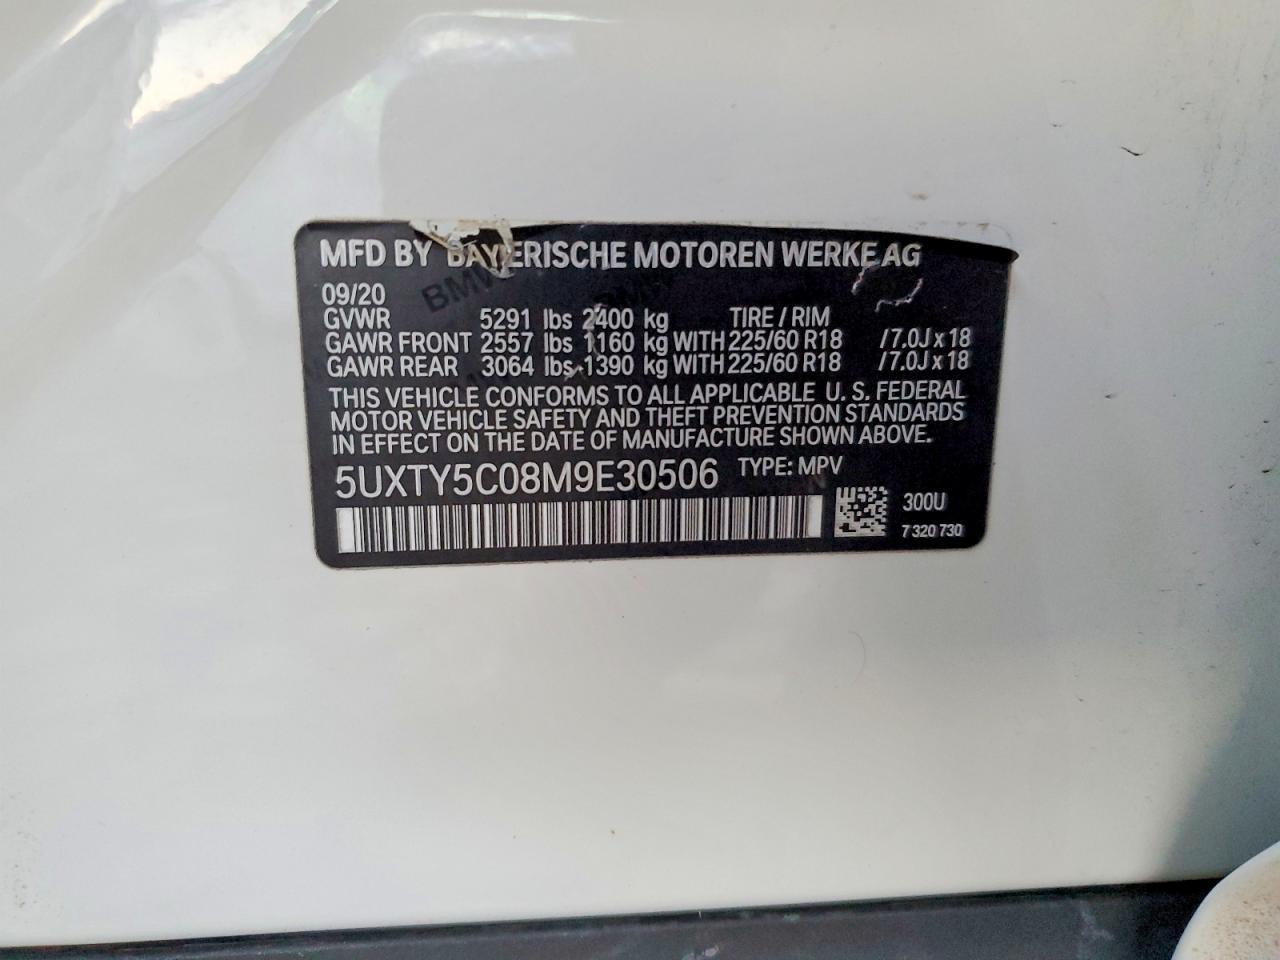 MFD BY BAYERISCHE MOTOREN WERKE AG
BMW BMW
09/20
GVWR 5291 lbs 2400 kg TIRE / RIM
GAWR FRONT 2557 lbs 1160 kg WITH 225/60 R18 / 7.0J x 18
GAWR REAR 3064 lbs 1390 kg WITH 225/60 R18 / 7.0J x 18
THIS VEHICLE CONFORMS TO ALL APPLICABLE U. S. FEDERAL
MOTOR VEHICLE SAFETY AND THEFT PREVENTION STANDARDS
IN EFFECT ON THE DATE OF MANUFACTURE SHOWN ABOVE.
5UXTY5C08M9E30506 TYPE: MPV
300U
7 320 730